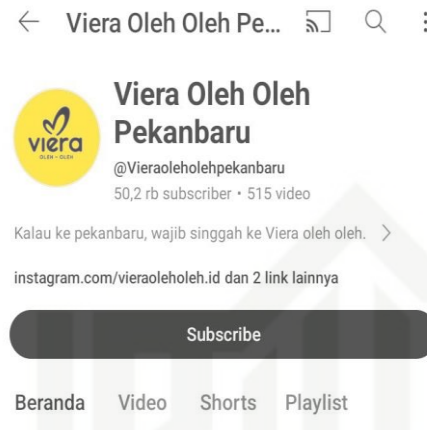 Viera Oleh Oleh Pe...
viera
OLEH - OLEH
Viera Oleh Oleh
Pekanbaru
@Vieraoleholehpekanbaru
50,2 rb subscriber • 515 video
Kalau ke pekanbaru, wajib singgah ke Viera oleh oleh.
instagram.com/vieraoleholeh.id dan 2 link lainnya
Subscribe
Beranda Video Shorts Playlist